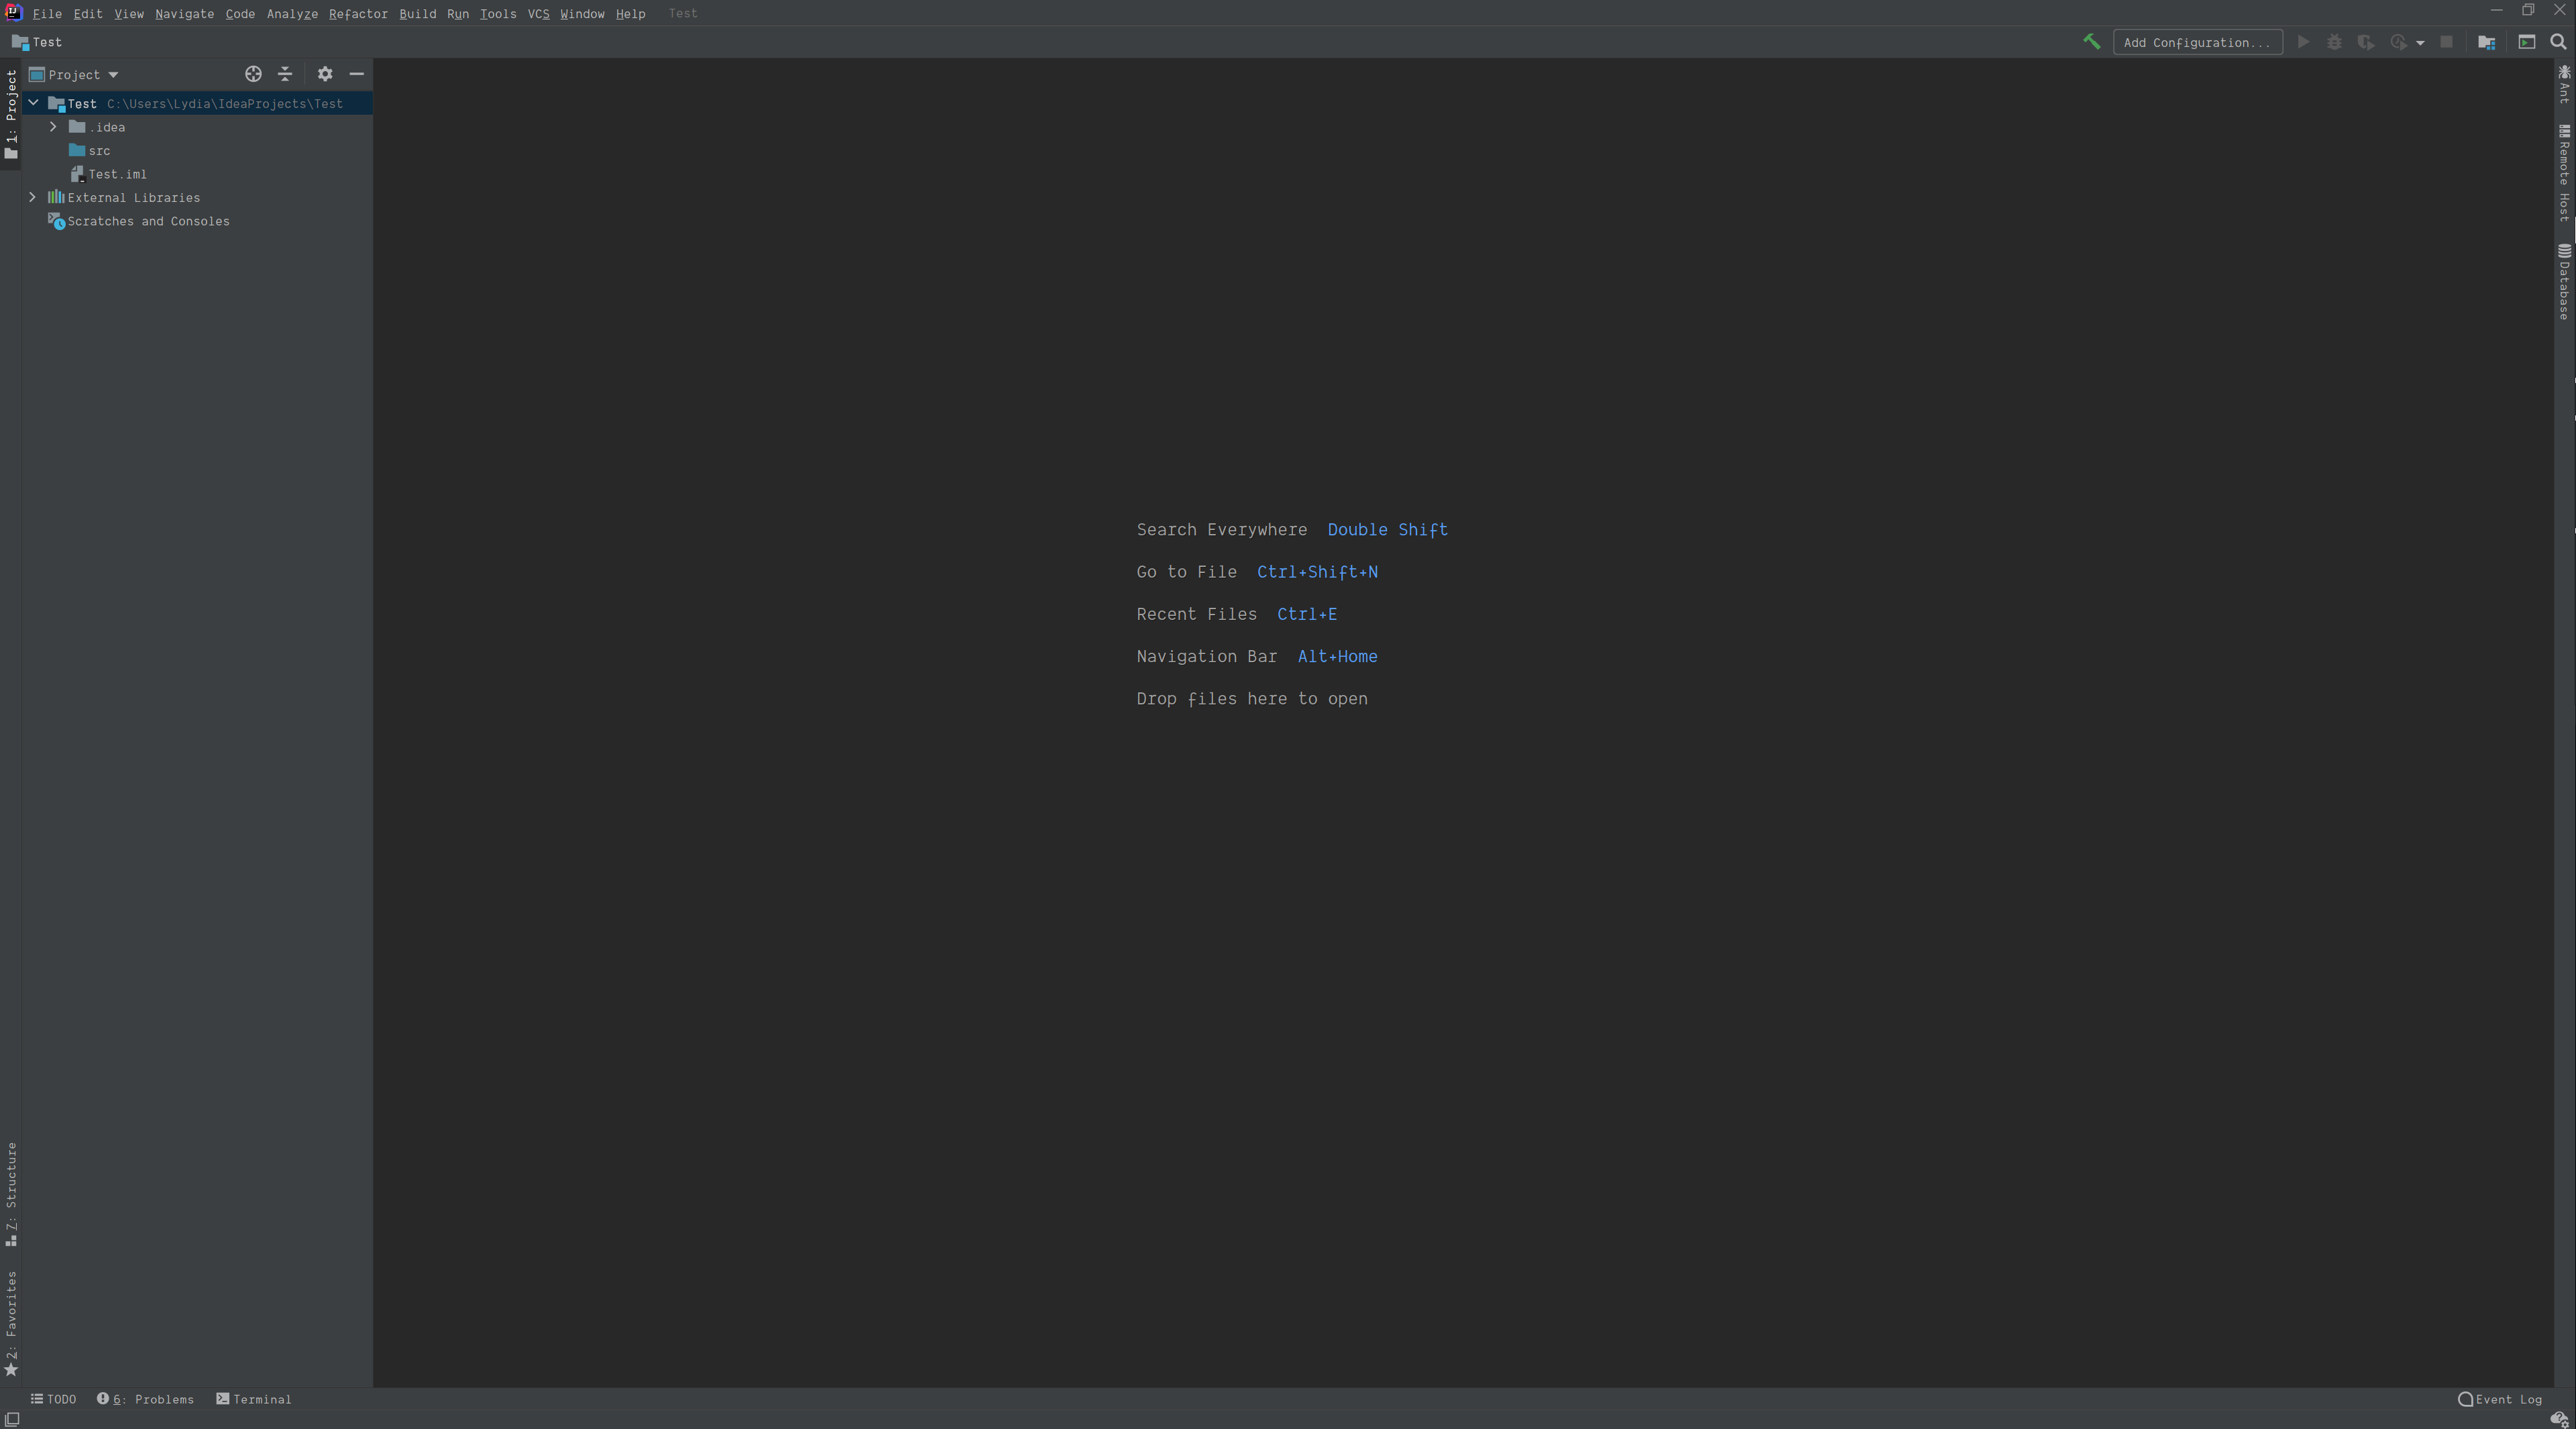 File Edit View Navigate Code Analyze Refactor Build Run Tools VCS Window Help Test
Test
Add Configuration...
1: Project
Project
Test C:\Users\Lydia\IdeaProjects\Test
.idea
src
Test.iml
External Libraries
Scratches and Consoles
Search Everywhere Double Shift
Go to File Ctrl+Shift+N
Recent Files Ctrl+E
Navigation Bar Alt+Home
Drop files here to open
Ant
Remote Host
Database
Z: Structure
2: Favorites
TODO 6: Problems Terminal
Event Log